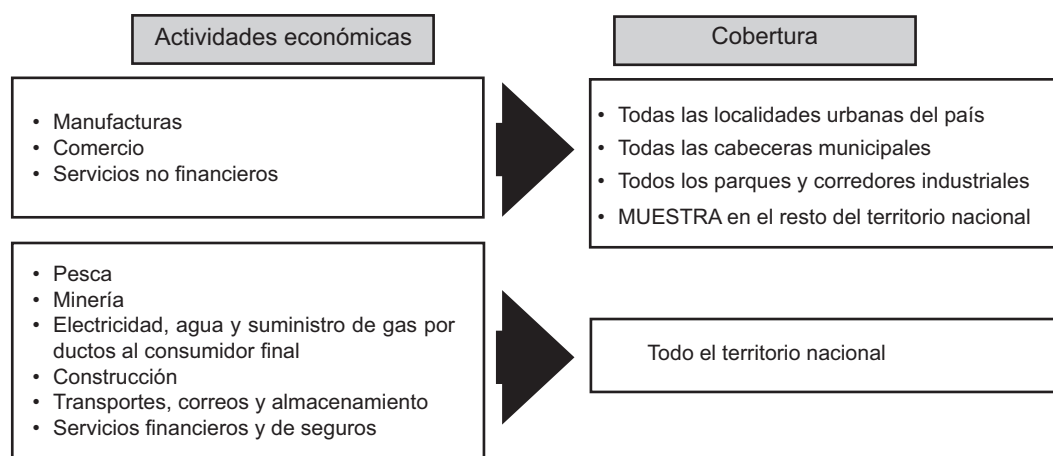 Actividades económicas
Cobertura
• Manufacturas
• Comercio
• Servicios no financieros
• Todas las localidades urbanas del país
• Todas las cabeceras municipales
• Todos los parques y corredores industriales
• MUESTRA en el resto del territorio nacional
• Pesca
• Minería
• Electricidad, agua y suministro de gas por
ductos al consumidor final
• Construcción
• Transportes, correos y almacenamiento
• Servicios financieros y de seguros
Todo el territorio nacional